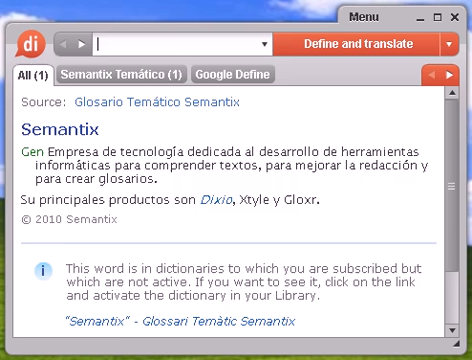 Menu
di
Define and translate
All (1)
Semantix Temático (1)
Google Define
Source: Glosario Temático Semantix
Semantix
Gen Empresa de tecnología dedicada al desarrollo de herramientas
informáticas para comprender textos, para mejorar la redacción y
para crear glosarios.
Su principales productos son Dixio, Xtyle y Gloxr.
© 2010 Semantix
i
This word is in dictionaries to which you are subscribed but
which are not active. If you want to see it, click on the link
and activate the dictionary in your Library.
"Semantix" - Glossari Temàtic Semantix